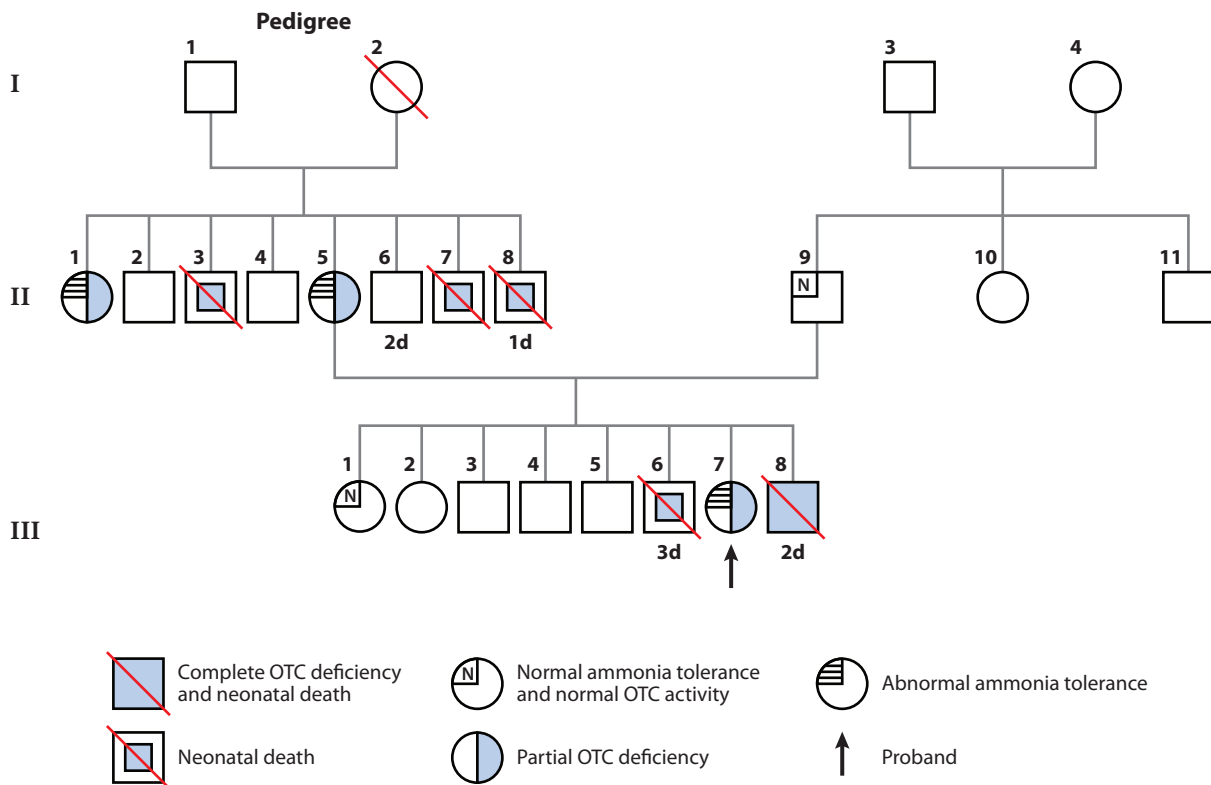 Pedigree
1 2 3 4
I
1 2 3 4 5 6 7 8 9 10 11
N
II
2d 1d
1 2 3 4 5 6 7 8
N
III
3d 2d
Complete OTC deficiency
and neonatal death
N
Normal ammonia tolerance
and normal OTC activity
Abnormal ammonia tolerance
Neonatal death
Partial OTC deficiency
Proband